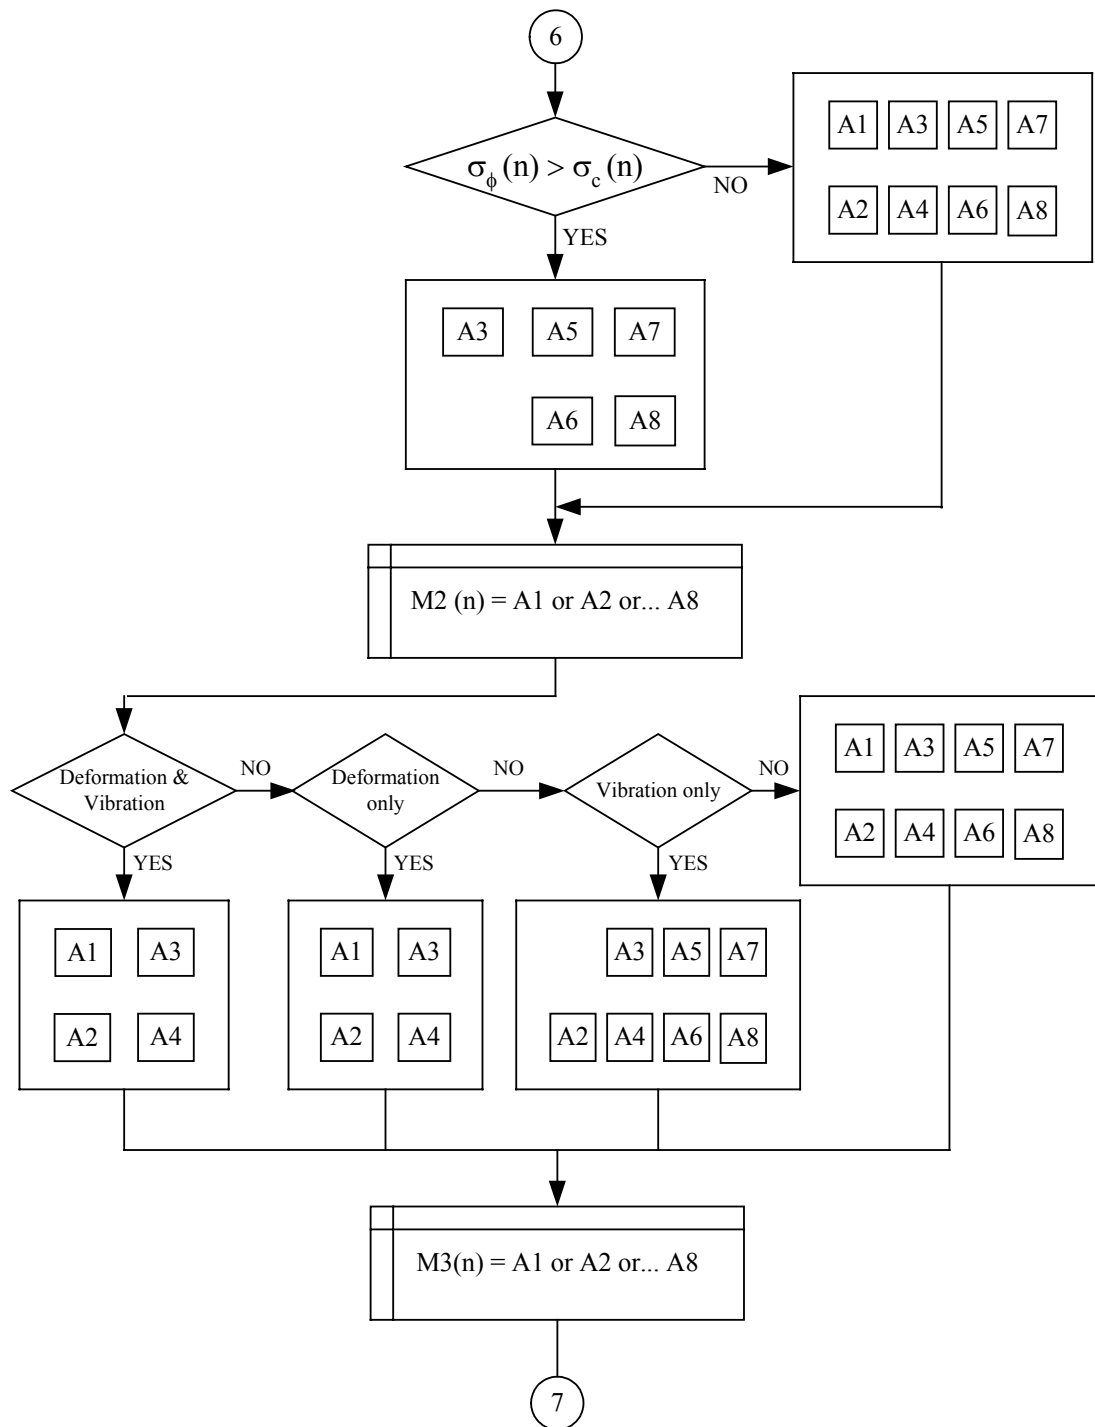 6
σϕ(n) > σc(n)
NO
YES
A1 A3 A5 A7
A2 A4 A6 A8
A3 A5 A7
A6 A8
M2 (n) = A1 or A2 or... A8
Deformation &
Vibration
NO
YES
Deformation
only
NO
YES
Vibration only
NO
YES
A1 A3 A5 A7
A2 A4 A6 A8
A1 A3
A2 A4
A1 A3
A2 A4
A3 A5 A7
A2 A4 A6 A8
M3(n) = A1 or A2 or... A8
7